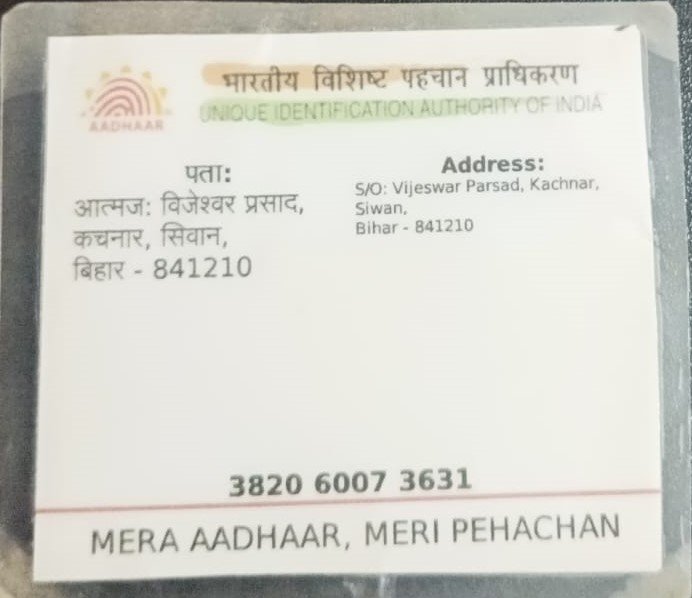 भारतीय विशिष्ट पहचान प्राधिकरण
UNIQUE IDENTIFICATION AUTHORITY OF INDIA
AADHAAR
पता:
आत्मज: विजेश्वर प्रसाद,
कचनार, सिवान,
बिहार - 841210
Address:
S/O: Vijeswar Parsad, Kachnar,
Siwan,
Bihar - 841210
3820 6007 3631
MERA AADHAAR, MERI PEHACHAN